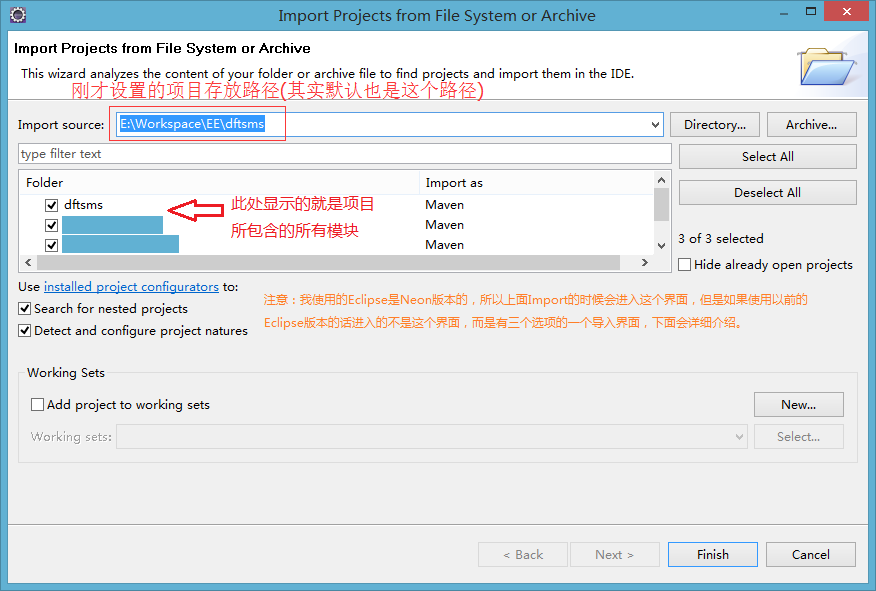 Import Projects from File System or Archive
Import Projects from File System or Archive
This wizard analyzes the content of your folder or archive file to find projects and import them in the IDE.
刚才设置的项目存放路径(其实默认也是这个路径)
Import source: E:\Workspace\EE\dftsms Directory... Archive...
type filter text Select All
Folder Import as
Deselect All
dftsms Maven
此处显示的就是项目
Maven
所包含的所有模块
Maven
3 of 3 selected
Hide already open projects
Use installed project configurators to:
Search for nested projects
Detect and configure project natures
注意：我使用的Eclipse是Neon版本的，所以上面Import的时候会进入这个界面，但是如果使用以前的
Eclipse版本的话进入的不是这个界面，而是有三个选项的一个导入界面，下面会详细介绍。
Working Sets
Add project to working sets New...
Working sets: Select...
< Back Next > Finish Cancel